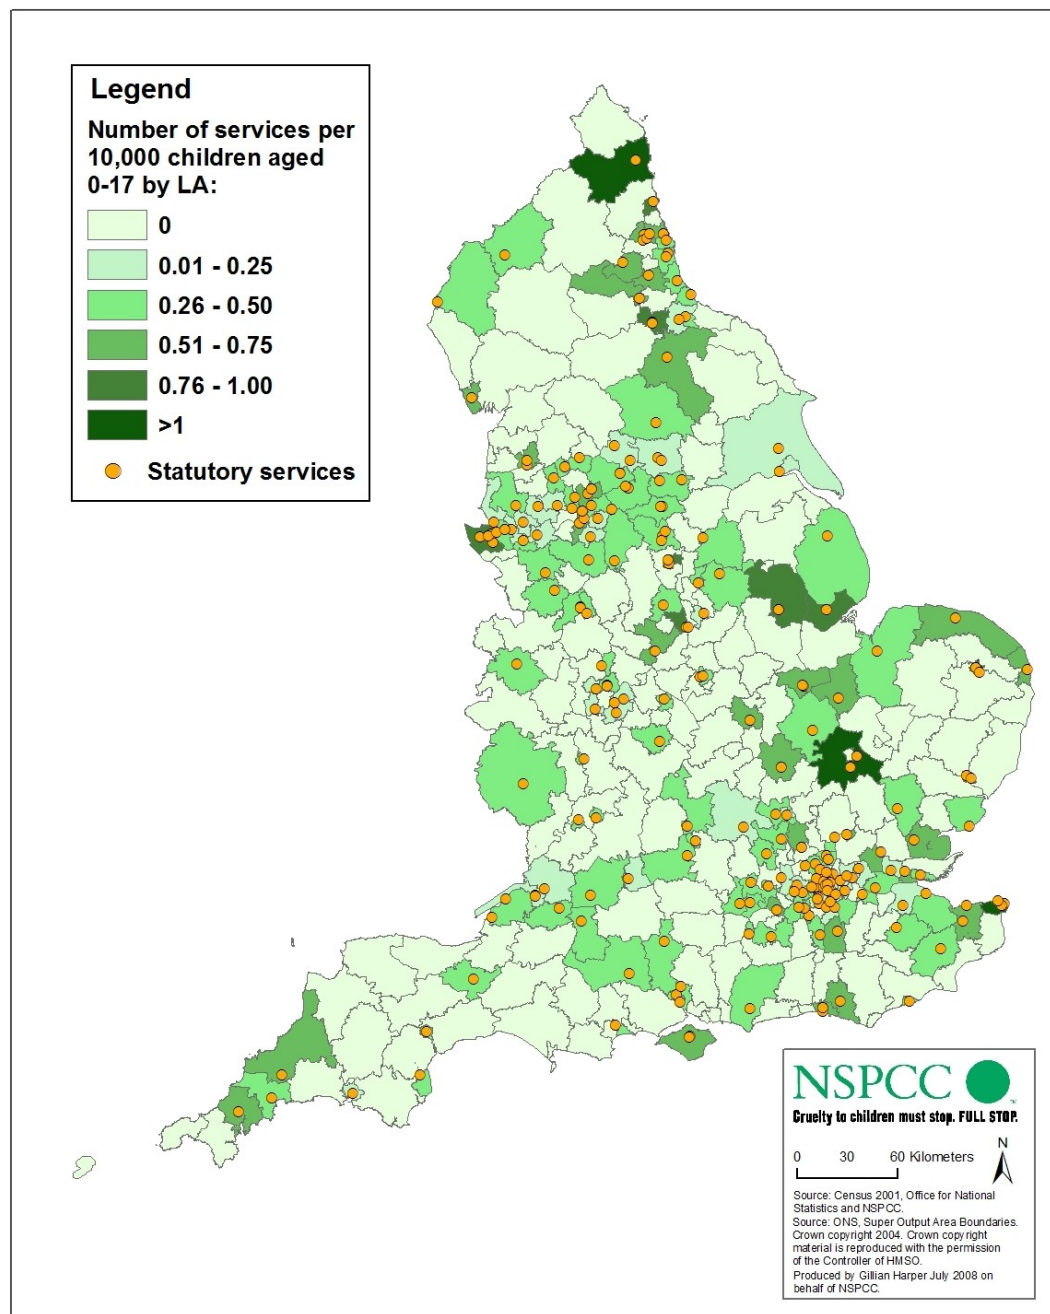 Legend
Number of services per
10,000 children aged
0-17 by LA:
0
0.01 - 0.25
0.26 - 0.50
0.51 - 0.75
0.76 - 1.00
>1
Statutory services
NSPCC
Cruelty to children must stop. FULL STOP.
N
0 30 60 Kilometers
Source: Census 2001, Office for National
Statistics and NSPCC.
Source: ONS, Super Output Area Boundaries.
Crown copyright 2004. Crown copyright
material is reproduced with the permission
of the Controller of HMSO.
Produced by Gillian Harper July 2008 on
behalf of NSPCC.